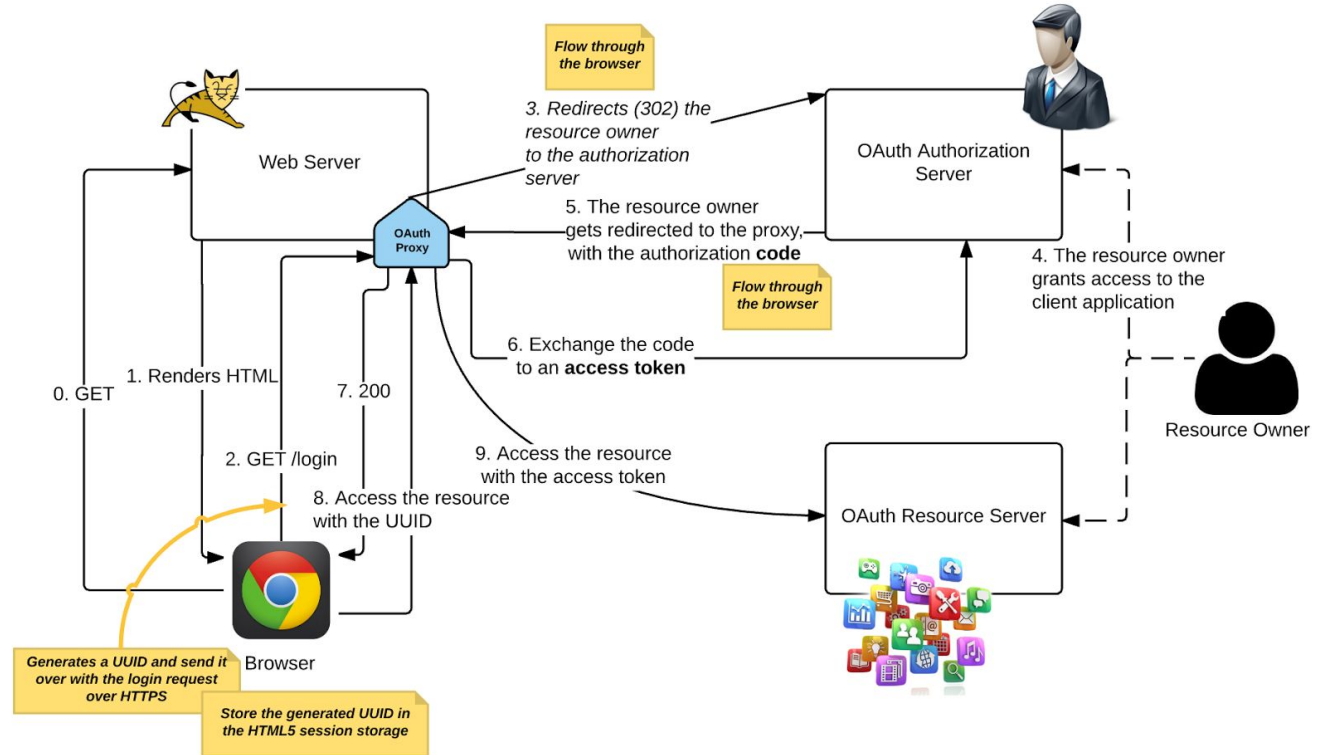 Flow through
the browser
3. Redirects (302) the
resource owner
to the authorization
server
Web Server
OAuth Authorization
Server
OAuth
Proxy
5. The resource owner
gets redirected to the proxy,
with the authorization code
Flow through
the browser
4. The resource owner
grants access to the
client application
6. Exchange the code
to an access token
0. GET
1. Renders HTML
7. 200
Resource Owner
2. GET /login
9. Access the resource
with the access token
8. Access the resource
with the UUID
OAuth Resource Server
Browser
Generates a UUID and send it
over with the login request
over HTTPS
Store the generated UUID in
the HTML5 session storage